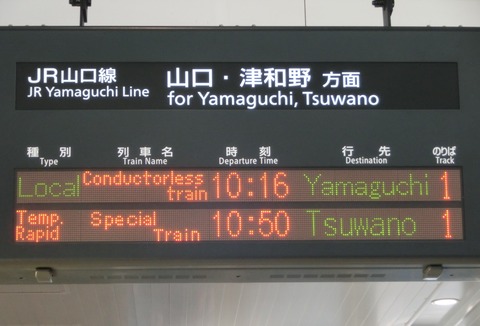 JR山口線
JR Yamaguchi Line
山口・津和野 方面
for Yamaguchi, Tsuwano
種別 列車名 時刻 行先 のりば
Type Train Name Departure Time Destination Track
Local Conductorless train 10:16 Yamaguchi 1
Temp. Rapid Special Train 10:50 Tsuwano 1